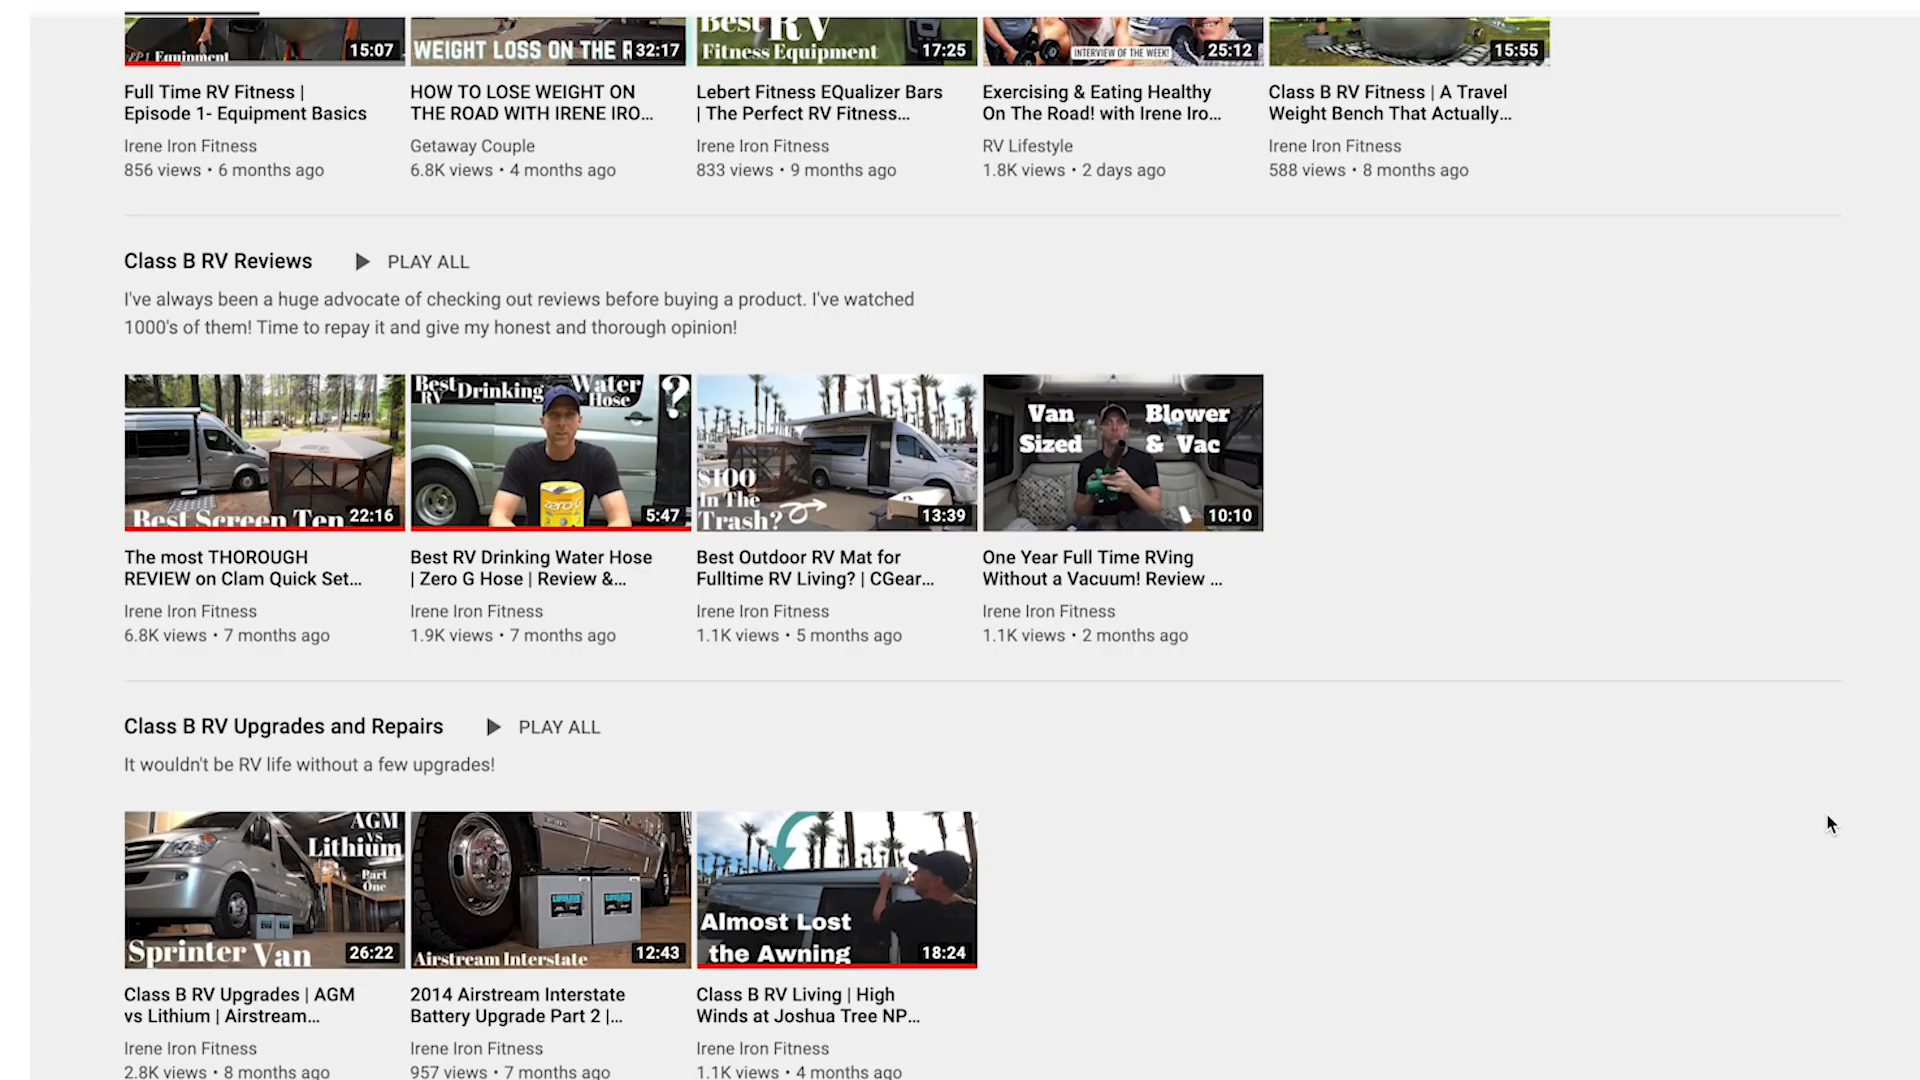 Equipment
15:07
WEIGHT LOSS ON THE R
32:17
Best RV
Fitness Equipment
17:25
INTERVIEW OF THE WEEK!
25:12
15:55
Full Time RV Fitness |
Episode 1- Equipment Basics
Irene Iron Fitness
856 views • 6 months ago
HOW TO LOSE WEIGHT ON
THE ROAD WITH IRENE IRO...
Getaway Couple
6.8K views • 4 months ago
Lebert Fitness EQualizer Bars
| The Perfect RV Fitness...
Irene Iron Fitness
833 views • 9 months ago
Exercising & Eating Healthy
On The Road! with Irene Iro...
RV Lifestyle
1.8K views • 2 days ago
Class B RV Fitness | A Travel
Weight Bench That Actually...
Irene Iron Fitness
588 views • 8 months ago
Class B RV Reviews
PLAY ALL
I've always been a huge advocate of checking out reviews before buying a product. I've watched
1000's of them! Time to repay it and give my honest and thorough opinion!
Best Screen Ten
22:16
Best RV Drinking Water Hose ?
zero
5:47
$100
In The
Trash?
13:39
Van Blower
Sized & Vac
10:10
The most THOROUGH
REVIEW on Clam Quick Set...
Irene Iron Fitness
6.8K views • 7 months ago
Best RV Drinking Water Hose
| Zero G Hose | Review &...
Irene Iron Fitness
1.9K views • 7 months ago
Best Outdoor RV Mat for
Fulltime RV Living? | CGear...
Irene Iron Fitness
1.1K views • 5 months ago
One Year Full Time RVing
Without a Vacuum! Review ...
Irene Iron Fitness
1.1K views • 2 months ago
Class B RV Upgrades and Repairs
PLAY ALL
It wouldn't be RV life without a few upgrades!
AGM
vs
Lithium
Part
One
Sprinter Van
26:22
Airstream Interstate
12:43
Almost Lost
the Awning
18:24
Class B RV Upgrades | AGM
vs Lithium | Airstream...
Irene Iron Fitness
2.8K views • 8 months ago
2014 Airstream Interstate
Battery Upgrade Part 2 |...
Irene Iron Fitness
957 views • 7 months ago
Class B RV Living | High
Winds at Joshua Tree NP...
Irene Iron Fitness
1.1K views • 4 months ago